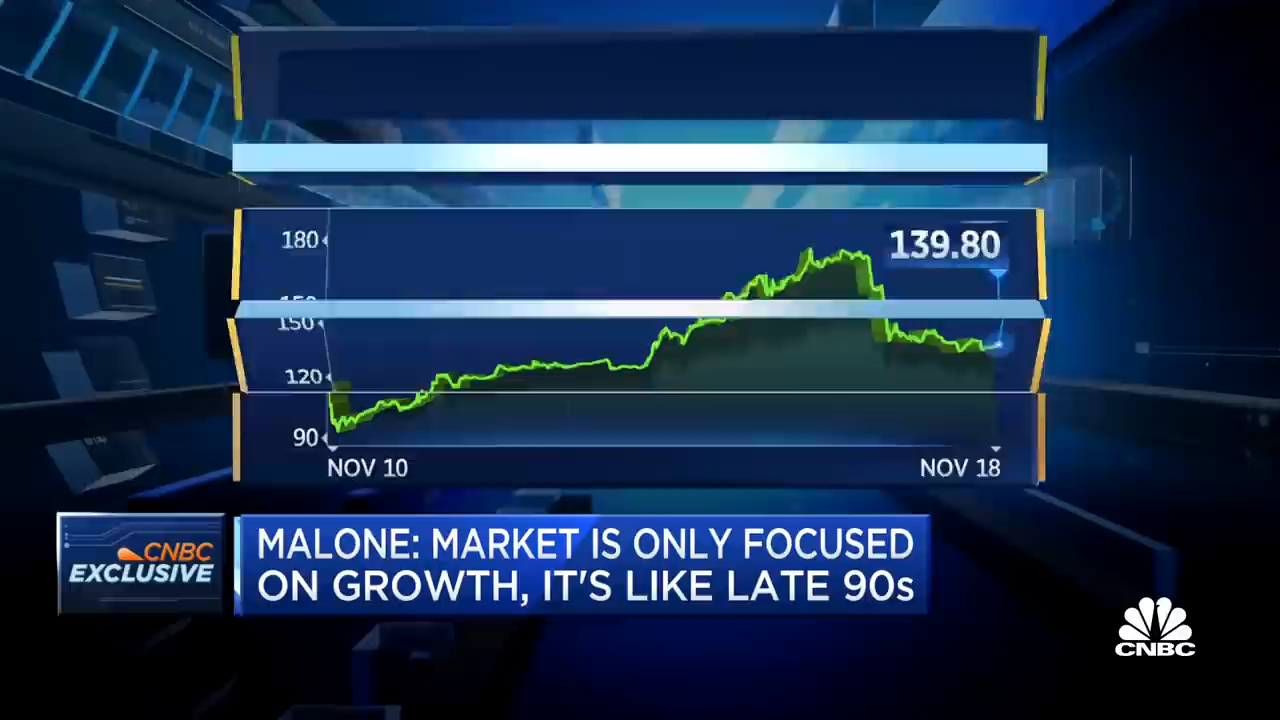 180
139.80
150
150
120
90
NOV 10
NOV 18
CNBC
EXCLUSIVE
MALONE: MARKET IS ONLY FOCUSED
ON GROWTH, IT'S LIKE LATE 90s
CNBC